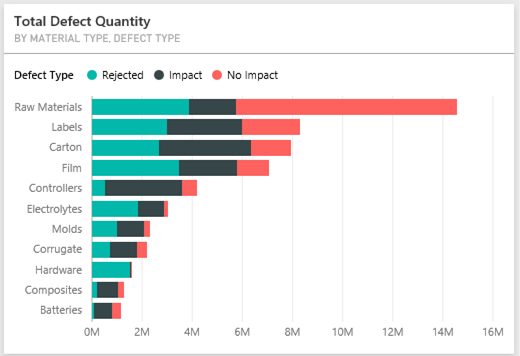 Total Defect Quantity
BY MATERIAL TYPE, DEFECT TYPE
Defect Type Rejected Impact No Impact
Raw Materials
Labels
Carton
Film
Controllers
Electrolytes
Molds
Corrugate
Hardware
Composites
Batteries
0M 2M 4M 6M 8M 10M 12M 14M 16M